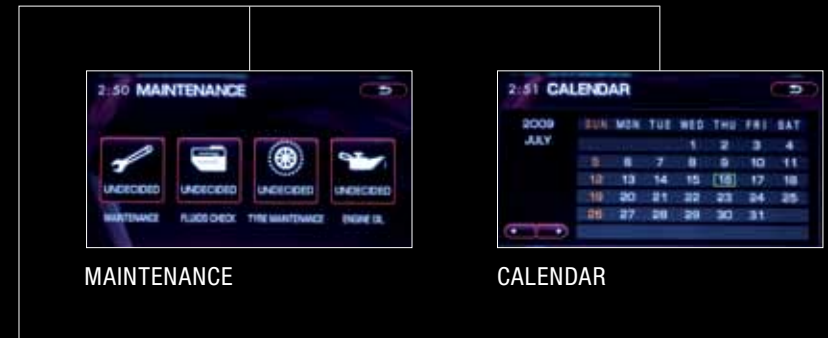 2:50 MAINTENANCE
UNDECIDED UNDECIDED UNDECIDED UNDECIDED
MAINTENANCE FLUIDS CHECK TYRE MAINTENANCE ENGINE OIL
MAINTENANCE
2:51 CALENDAR
2009 SUN MON TUE WED THU FRI SAT
JULY 1 2 3 4
5 6 7 8 9 10 11
12 13 14 15 16 17 18
19 20 21 22 23 24 25
26 27 28 29 30 31
CALENDAR